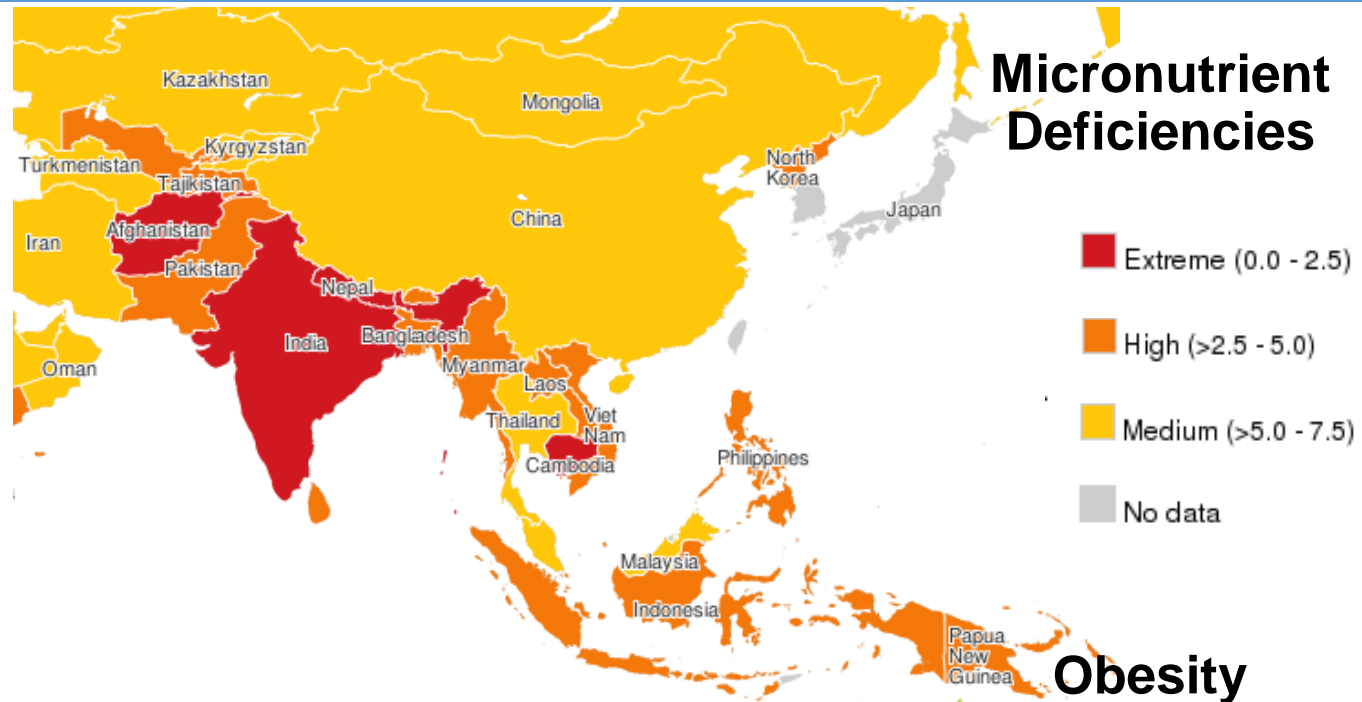 Micronutrient
Deficiencies
Kazakhstan
Mongolia
Kyrgyzstan
North
Korea
Turkmenistan
Tajikistan
Japan
China
Afghanistan
Iran
Extreme (0.0 - 2.5)
Pakistan
Nepal
Bangladesh
India
High (>2.5 - 5.0)
Myanmar
Oman
Laos
Thailand
Viet
Nam
Medium (>5.0 - 7.5)
Cambodia
Philippines
No data
Malaysia
Indonesia
Papua
New
Guinea
Obesity